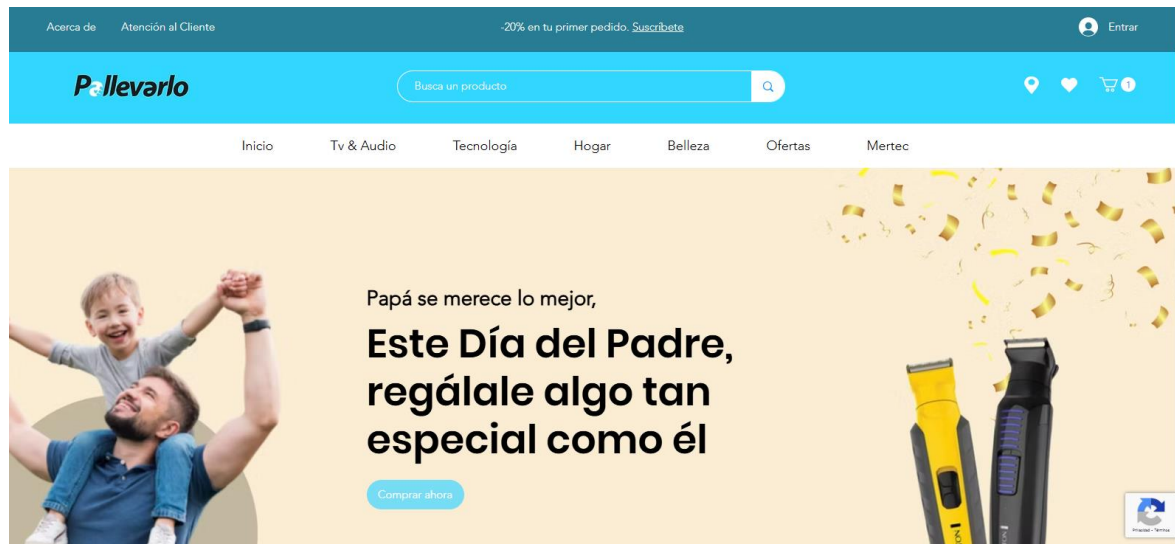 Acerca de
Atención al Cliente
-20% en tu primer pedido. Suscríbete
Entrar
Pallevarlo
Busca un producto
1
Inicio
Tv & Audio
Tecnología
Hogar
Belleza
Ofertas
Mertec
Papá se merece lo mejor,
Este Día del Padre,
regálale algo tan
especial como él
Comprar ahora
Privacidad - Términos